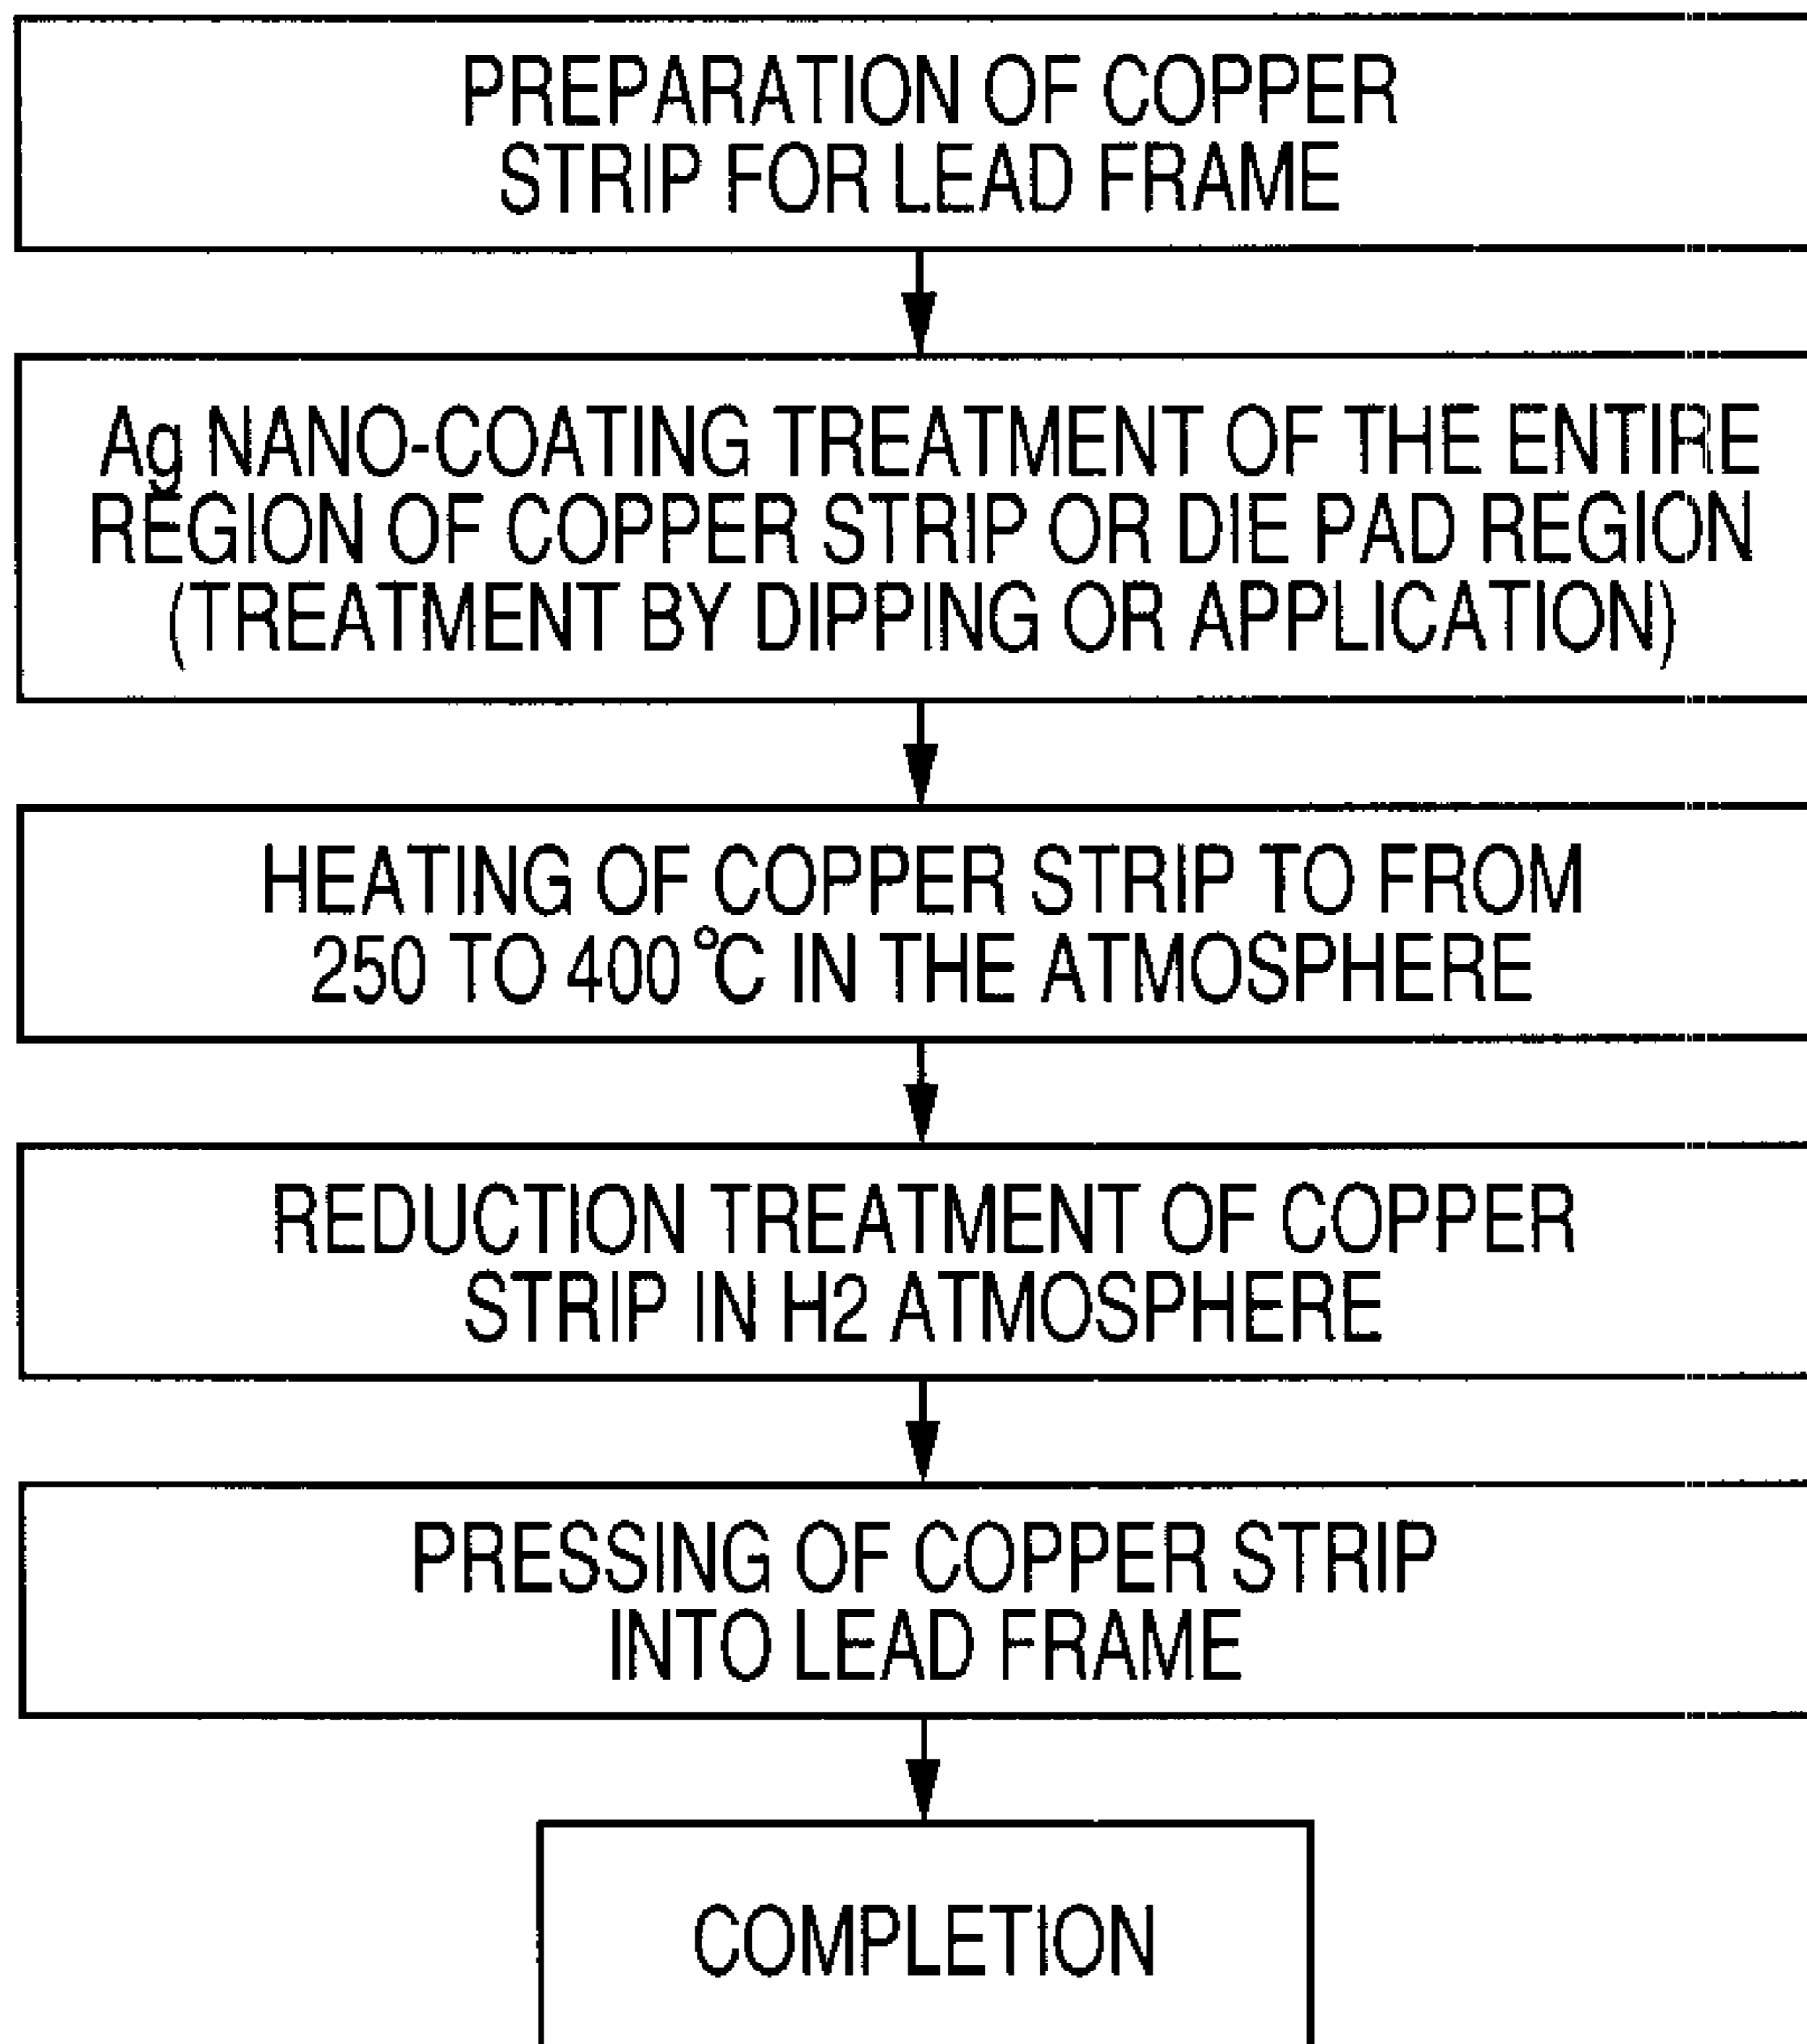 PREPARATION OF COPPER
STRIP FOR LEAD FRAME
Ag NANO-COATING TREATMENT OF THE ENTIRE
REGION OF COPPER STRIP OR DIE PAD REGION
(TREATMENT BY DIPPING OR APPLICATION)
HEATING OF COPPER STRIP TO FROM
250 TO 400°C IN THE ATMOSPHERE
REDUCTION TREATMENT OF COPPER
STRIP IN H2 ATMOSPHERE
PRESSING OF COPPER STRIP
INTO LEAD FRAME
COMPLETION